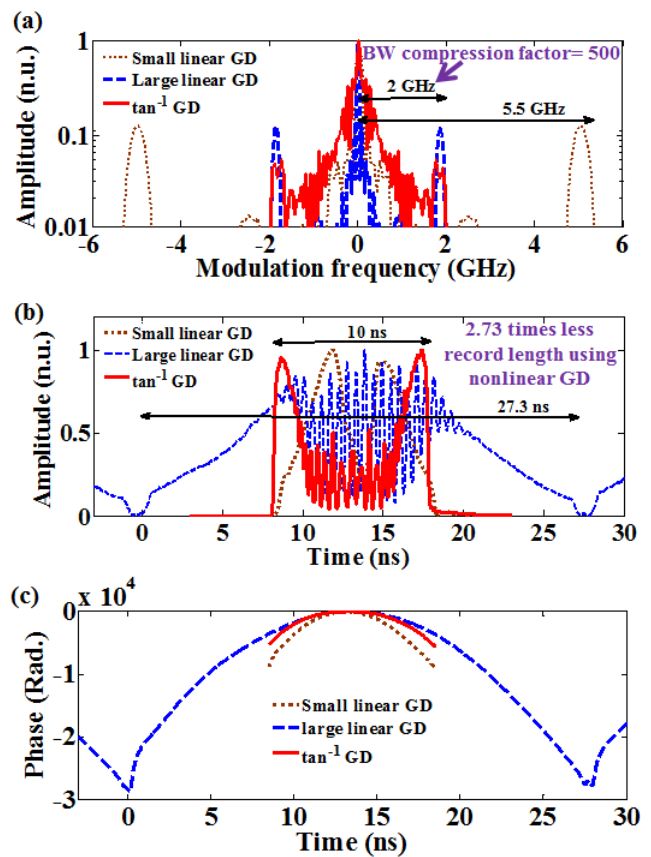 (a)
Amplitude (n.u.)
1
0.1
0.01
Small linear GD
Large linear GD
tan⁻¹ GD
BW compression factor= 500
2 GHz
5.5 GHz
-6 -4 -2 0 2 4 6
Modulation frequency (GHz)
(b)
Amplitude (n.u.)
1
0.5
0
Small linear GD
Large linear GD
tan⁻¹ GD
10 ns
2.73 times less
record length using
nonlinear GD
27.3 ns
0 5 10 15 20 25 30
Time (ns)
(c)
Phase (Rad.)
x 10⁴
0
-1
-2
-3
Small linear GD
large linear GD
tan⁻¹ GD
0 5 10 15 20 25 30
Time (ns)